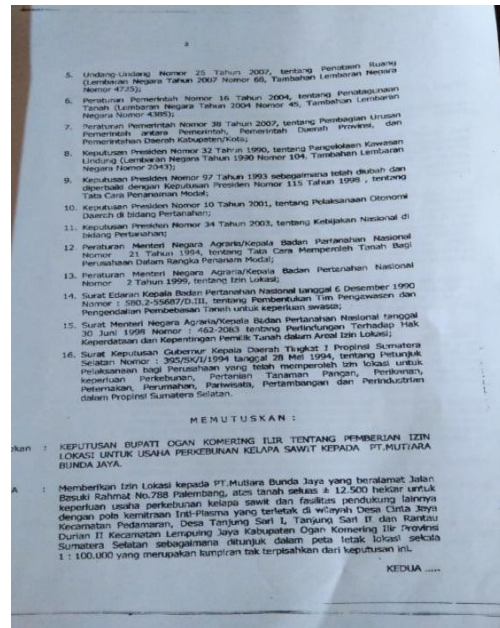 5. Undang-Undang Nomor 25 Tahun 2007, tentang Penataan Ruang
(Lembaran Negara Tahun 2007 Nomor 68, Tambahan Lembaran Negara
Nomor 4725);
6. Peraturan Pemerintah Nomor 16 Tahun 2004, tentang Penatagunaan
Tanah (Lembaran Negara Tahun 2004 Nomor 45, Tambahan Lembaran
Negara Nomor 4385);
7. Peraturan Pemerintah Nomor 38 Tahun 2007, tentang Pembagian Urusan
Pemerintah antara Pemerintah, Pemerintah Daerah Provinsi, dan
Pemerintahan Daerah Kabupaten/Kota;
8. Keputusan Presiden Nomor 32 Tahun 1990, tentang Pengelolaan Kawasan
Lindung (Lembaran Negara Tahun 1990 Nomor 104, Tambahan Lembaran
Negara Nomor 2043);
9. Keputusan Presiden Nomor 97 Tahun 1993 sebagaimana telah diubah dan
diperbaiki dengan Keputusan Presiden Nomor 115 Tahun 1998 , tentang
Tata Cara Penanaman Modal;
10. Keputusan Presiden Nomor 10 Tahun 2001, tentang Pelaksanaan Otonomi
Daerah di bidang Pertanahan;
11. Keputusan Presiden Nomor 34 Tahun 2003, tentang Kebijakan Nasional di
bidang Pertanahan;
12 Peraturan Menteri Negara Agraria/Kepala Badan Pertanahan Nasional
Nomor 21 Tahun 1994, tentang Tata Cara Memperoleh Tanah Bagi
Perusahaan Dalam Rangka Penanam Modal;
13. Peraturan Menteri Negara Agraria/Kepala Badan Pertanahan Nasional
Nomor 2 Tahun 1999, tentang Izin Lokasi;
14. Surat Edaran Kepala Badan Pertanahan Nasional tanggal 6 Desember 1990
Nomor : 580.2-55687/D.III, tentang Pembentukan Tim Pengawasan dan
Pengendalian Pembebasan Tanah untuk keperluan swasta;
15. Surat Menteri Negara Agraria/Kepala Badan Pertanahan Nasional tanggal
30 Juni 1998 Nomor : 462-2083 tentang Perlindungan Terhadap Hak
Keperdataan dan Kepentingan Pemilik Tanah dalam Areal Izin Lokasi;
16. Surat Keputusan Gubernur Kepala Daerah Tingkat I Propinsi Sumatera
Selatan Nomor : 395/SK/I/1994 tanggal 28 Mei 1994, tentang Petunjuk
Pelaksanaan bagi Perusahaan yang telah memperoleh izin lokasi untuk
keperluan Perkebunan, Pertanian Tanaman Pangan, Perikanan,
Peternakan, Perumahan, Pariwisata, Pertambangan dan Perindustrian
dalam Propinsi Sumatera Selatan.
MEMUTUSKAN :
kan : KEPUTUSAN BUPATI OGAN KOMERING ILIR TENTANG PEMBERIAN IZIN
LOKASI UNTUK USAHA PERKEBUNAN KELAPA SAWIT KEPADA PT.MUTIARA
BUNDA JAYA.
A : Memberikan Izin Lokasi kepada PT.Mutiara Bunda Jaya yang beralamat Jalan
Basuki Rahmat No.788 Palembang, atas tanah seluas ± 12.500 hektar untuk
keperluan usaha perkebunan kelapa sawit dan fasilitas pendukung lainnya
dengan pola kemitraan Inti-Plasma yang terletak di wilayah Desa Cinta Jaya
Kecamatan Pedamaran, Desa Tanjung Sari I, Tanjung Sari II dan Rantau
Durian II Kecamatan Lempuing Jaya Kabupaten Ogan Komering Ilir Provinsi
Sumatera Selatan sebagaimana ditunjuk dalam peta letak lokasi sekala
1 : 100.000 yang merupakan lampiran tak terpisahkan dari keputusan ini.
KEDUA .....